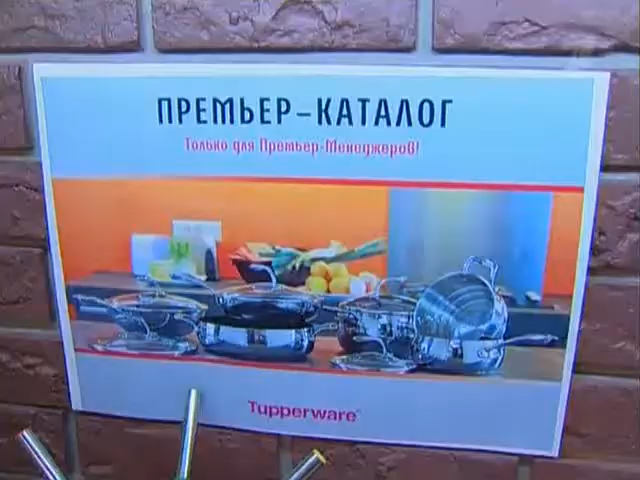 ПРЕМЬЕР-КАТАЛОГ
Только для Премьер-Менеджеров!
Tupperware